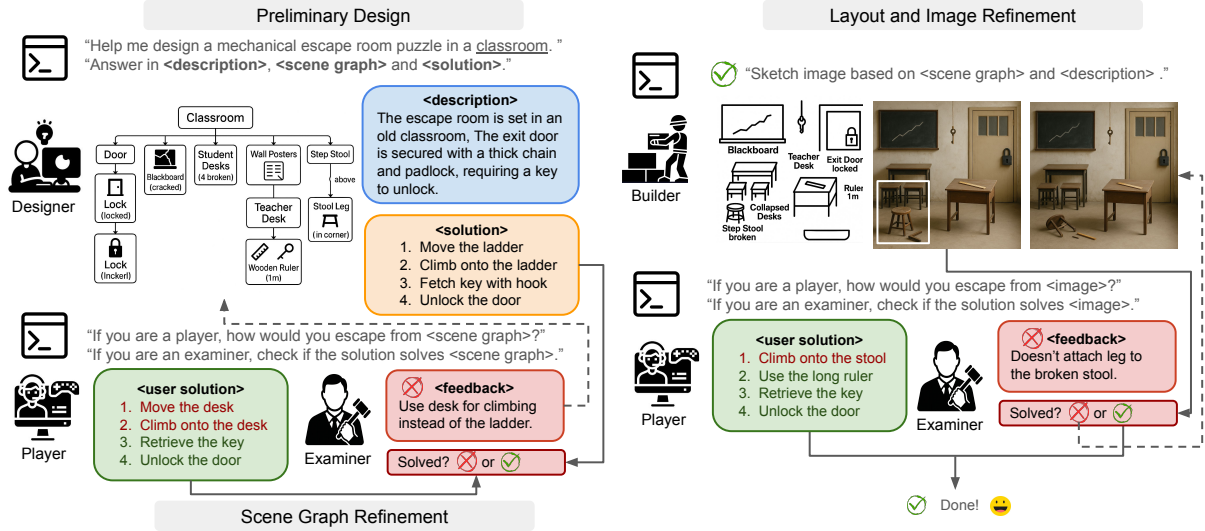 Preliminary Design
“Help me design a mechanical escape room puzzle in a classroom. ”
“Answer in <description>, <scene graph> and <solution>.”
Designer
Classroom
Door
Blackboard
(cracked)
Student
Desks
(4 broken)
Wall Posters
Step Stool
above
Lock
(locked)
Teacher
Desk
Stool Leg
(in corner)
Lock
(Inckerl)
Wooden Ruler
(1m)
<description>
The escape room is set in an
old classroom, The exit door
is secured with a thick chain
and padlock, requiring a key
to unlock.
<solution>
1. Move the ladder
2. Climb onto the ladder
3. Fetch key with hook
4. Unlock the door
“If you are a player, how would you escape from <scene graph>?”
“If you are an examiner, check if the solution solves <scene graph>.”
Player
<user solution>
1. Move the desk
2. Climb onto the desk
3. Retrieve the key
4. Unlock the door
Examiner
<feedback>
Use desk for climbing
instead of the ladder.
Solved? or
Scene Graph Refinement
Layout and Image Refinement
“Sketch image based on <scene graph> and <description> .”
Builder
Blackboard
Teacher
Desk
Exit Door
locked
Ruler
1m
Collapsed
Desks
Step Stool
broken
“If you are a player, how would you escape from <image>?”
“If you are an examiner, check if the solution solves <image>.”
Player
<user solution>
1. Climb onto the stool
2. Use the long ruler
3. Retrieve the key
4. Unlock the door
Examiner
<feedback>
Doesn’t attach leg to
the broken stool.
Solved? or
Done!